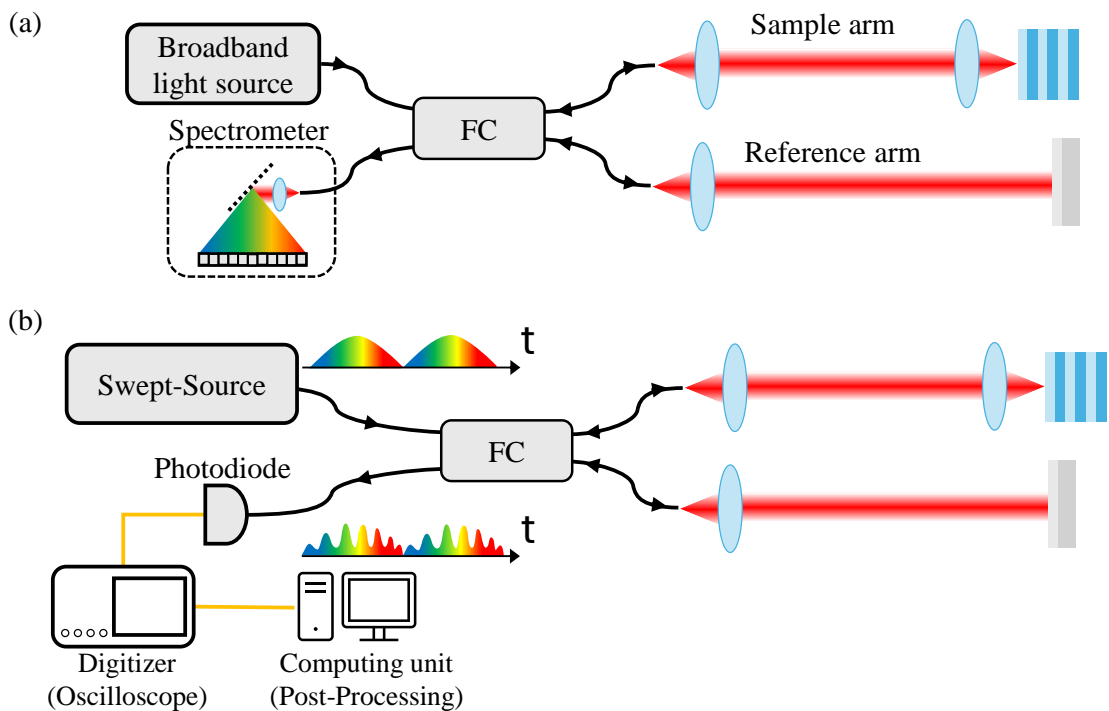 (a)
Broadband
light source
Sample arm
FC
Spectrometer
Reference arm
(b)
t
Swept-Source
FC
Photodiode
t
Digitizer
(Oscilloscope)
Computing unit
(Post-Processing)